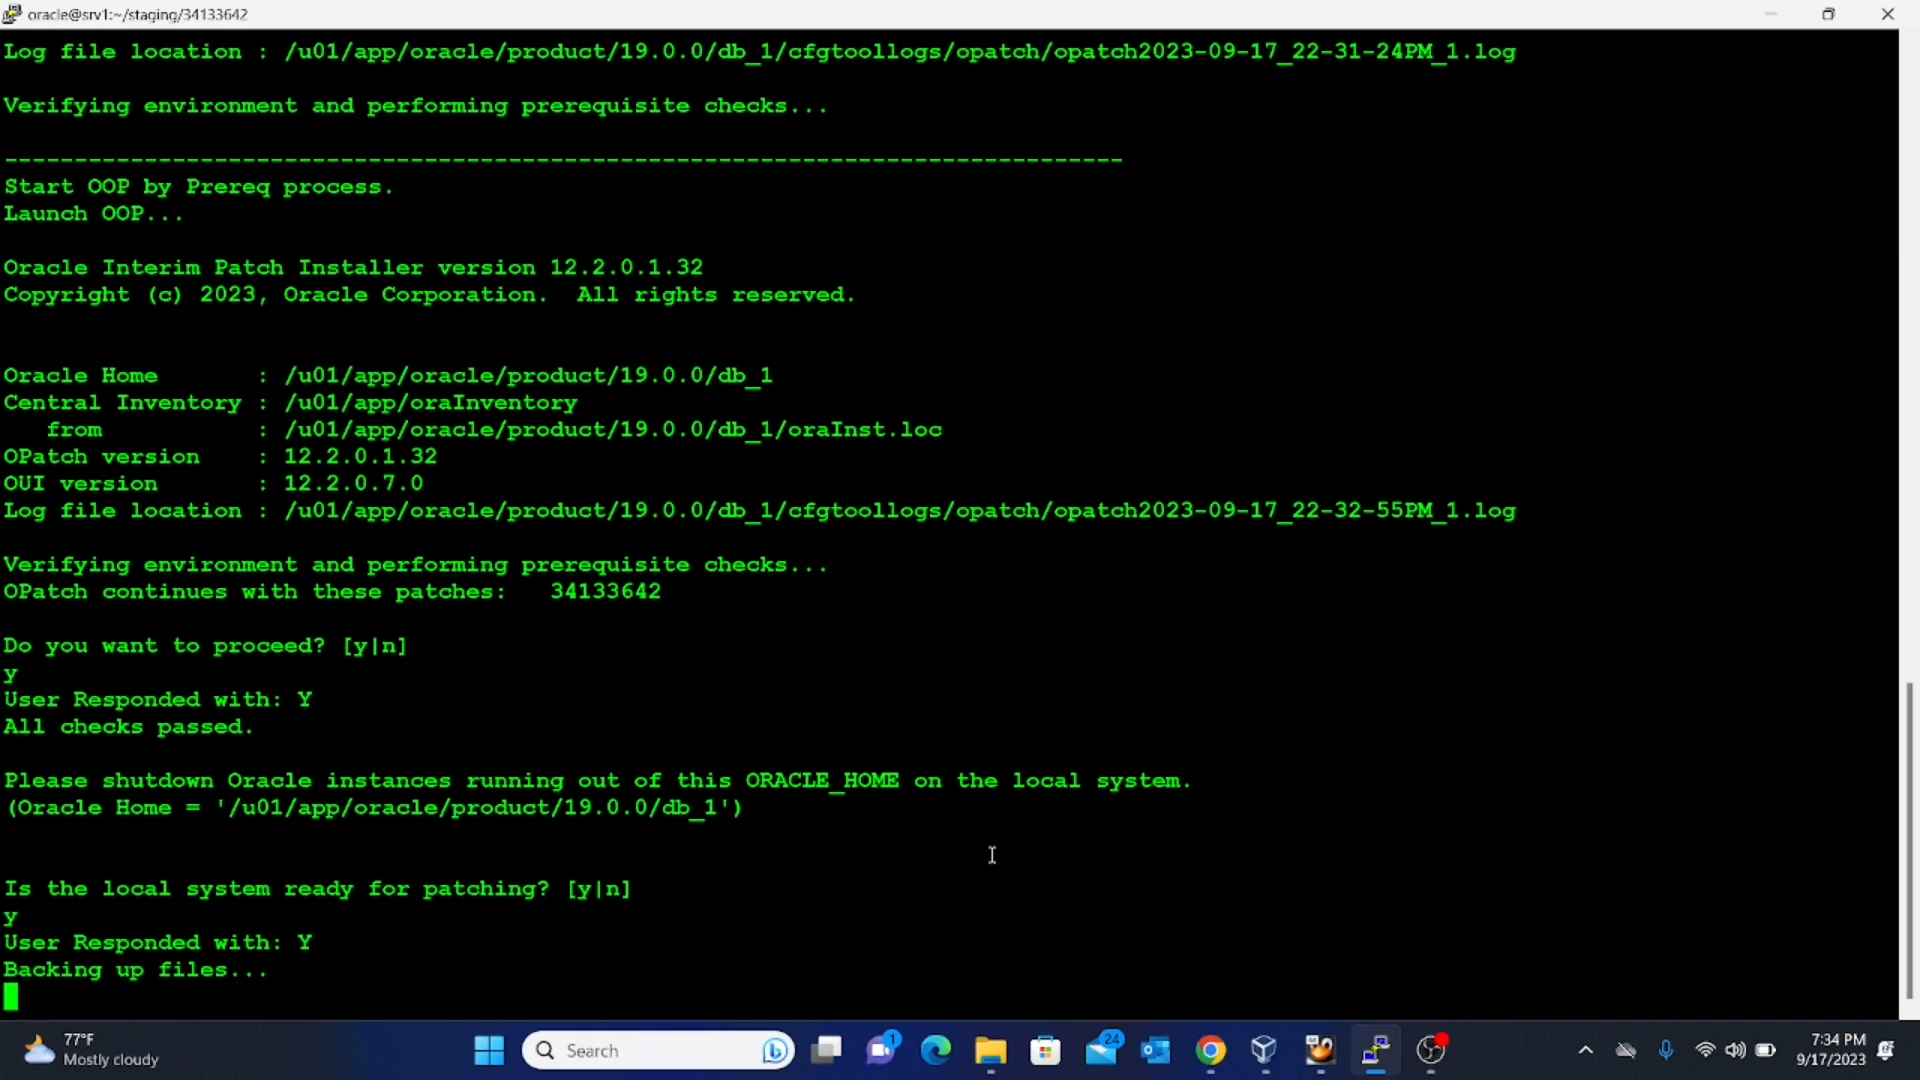 oracle@srv1:~/staging/34133642
Log file location : /u01/app/oracle/product/19.0.0/db_1/cfgtoollogs/opatch/opatch2023-09-17_22-31-24PM_1.log
Verifying environment and performing prerequisite checks...
--------------------------------------------------------------------------------
Start OOP by Prereq process.
Launch OOP...
Oracle Interim Patch Installer version 12.2.0.1.32
Copyright (c) 2023, Oracle Corporation.  All rights reserved.
Oracle Home       : /u01/app/oracle/product/19.0.0/db_1
Central Inventory : /u01/app/oraInventory
   from           : /u01/app/oracle/product/19.0.0/db_1/oraInst.loc
OPatch version    : 12.2.0.1.32
OUI version       : 12.2.0.7.0
Log file location : /u01/app/oracle/product/19.0.0/db_1/cfgtoollogs/opatch/opatch2023-09-17_22-32-55PM_1.log
Verifying environment and performing prerequisite checks...
OPatch continues with these patches:   34133642
Do you want to proceed? [y|n]
y
User Responded with: Y
All checks passed.
Please shutdown Oracle instances running out of this ORACLE_HOME on the local system.
(Oracle Home = '/u01/app/oracle/product/19.0.0/db_1')
Is the local system ready for patching? [y|n]
y
User Responded with: Y
Backing up files...
77°F
Mostly cloudy
Search
1
24
7:34 PM
9/17/2023